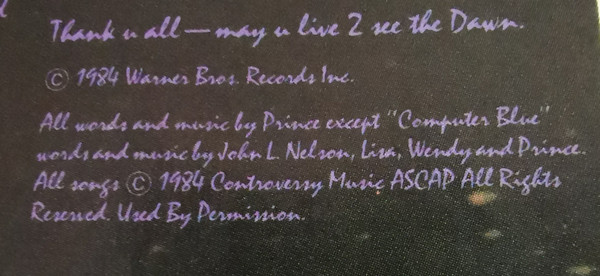 Thank u all — may u live 2 see the Dawn.
© 1984 Warner Bros. Records Inc.
All words and music by Prince except "Computer Blue"
words and music by John L. Nelson, Lisa, Wendy and Prince.
All songs © 1984 Controversy Music ASCAP All Rights
Reserved. Used By Permission.